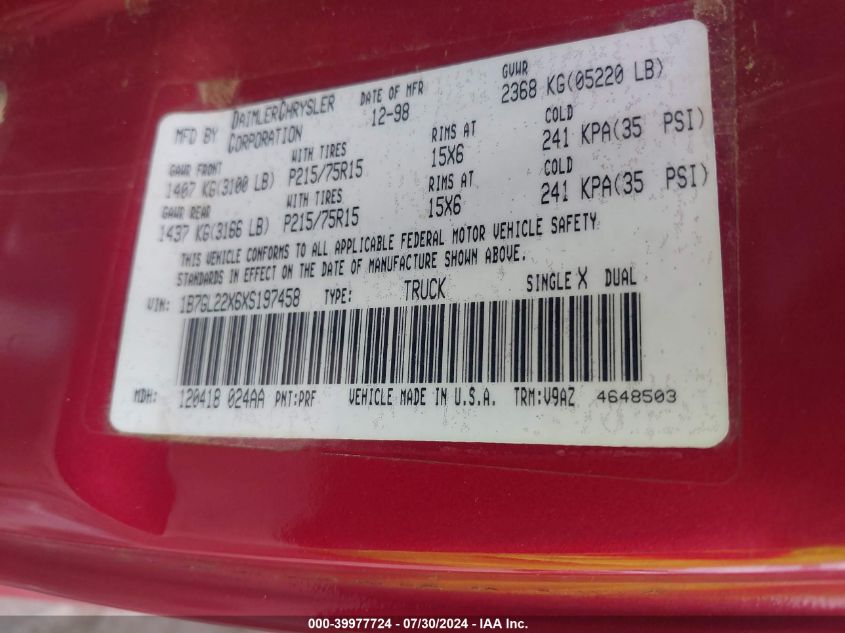 MFD BY DAIMLERCHRYSLER CORPORATION DATE OF MFR 12-98 GVWR 2368 KG(05220 LB)
GAWR FRONT WITH TIRES RIMS AT COLD
1407 KG(3100 LB) P215/75R15 15X6 241 KPA(35 PSI)
GAWR REAR WITH TIRES RIMS AT COLD
1437 KG(3166 LB) P215/75R15 15X6 241 KPA(35 PSI)
THIS VEHICLE CONFORMS TO ALL APPLICABLE FEDERAL MOTOR VEHICLE SAFETY
STANDARDS IN EFFECT ON THE DATE OF MANUFACTURE SHOWN ABOVE.
VIN: 1B7GL22X6XS197458 TYPE: TRUCK SINGLE X DUAL
MDH: 120418 024AA PNT:PRF VEHICLE MADE IN U.S.A. TRM:V9AZ 4648503
000-39977724 - 07/30/2024 - IAA Inc.